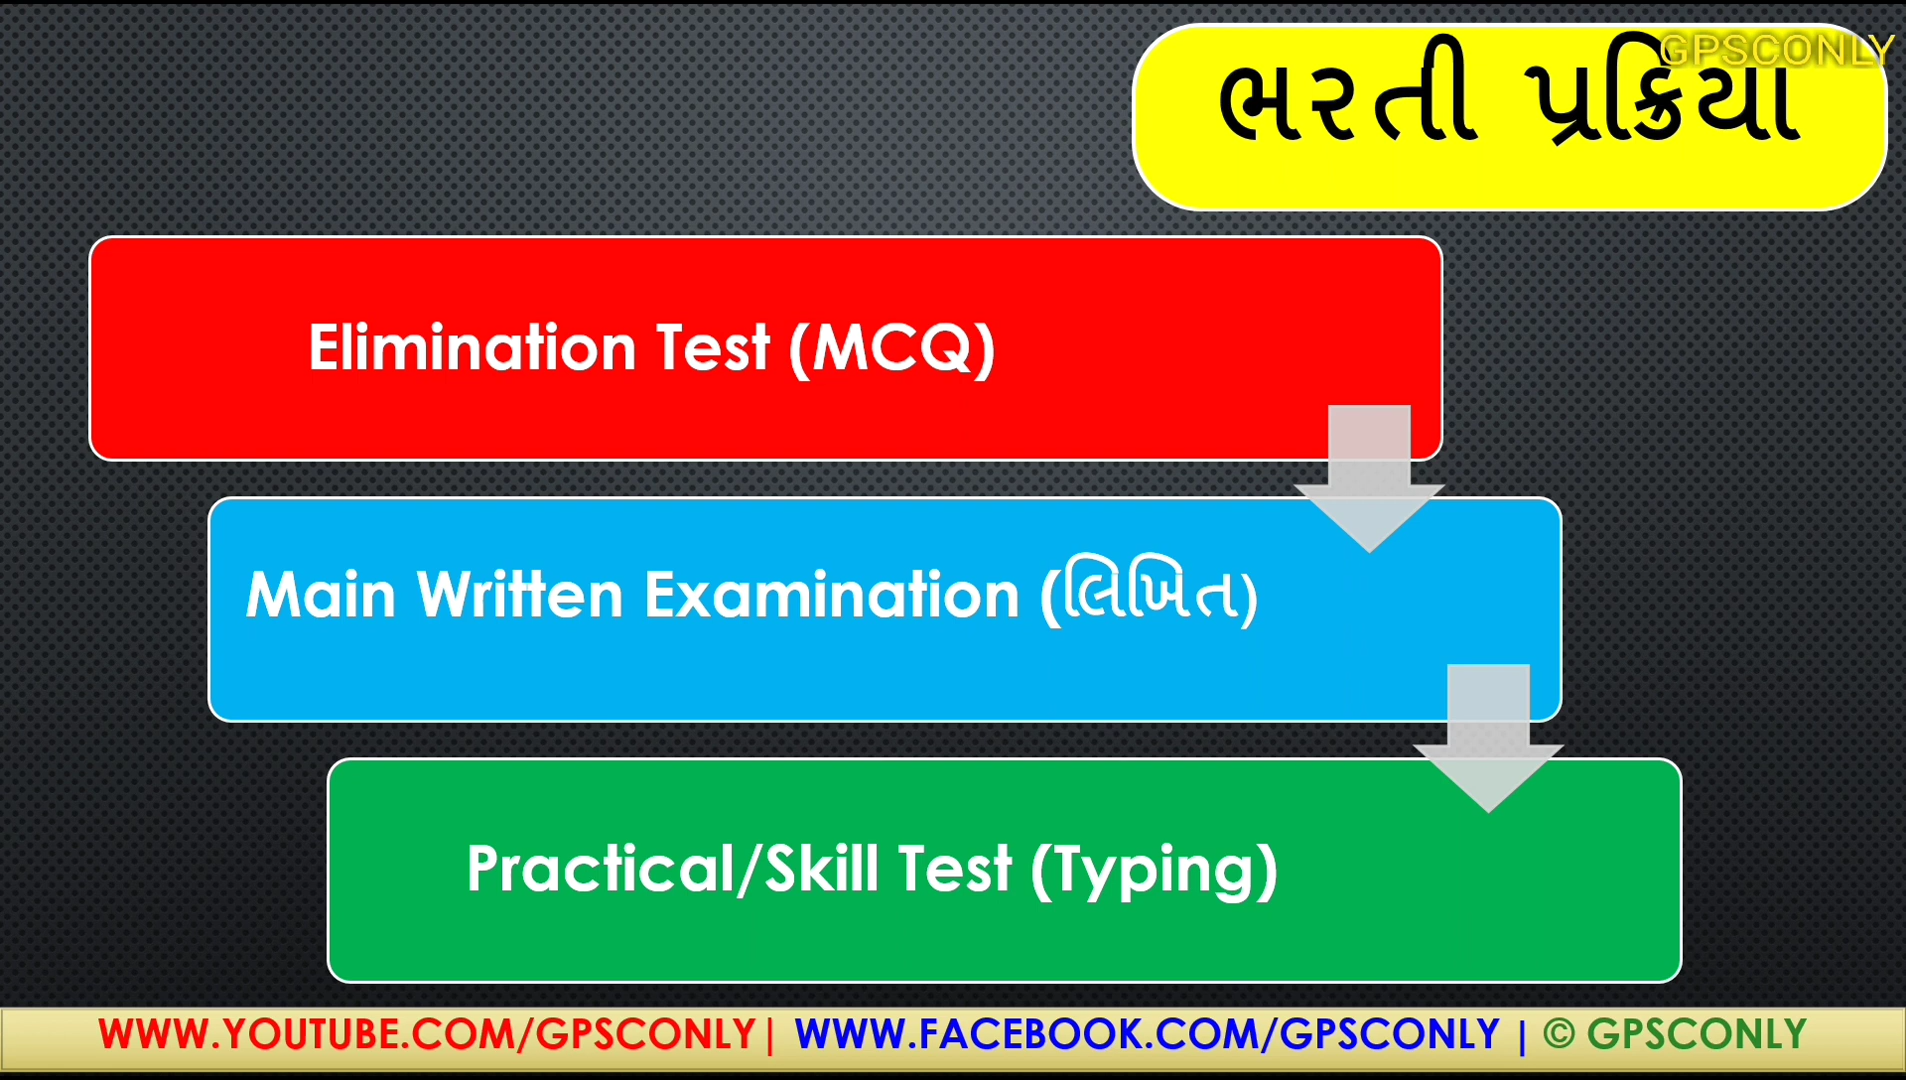 GPSCONLY
ભરતી પ્રક્રિયા
Elimination Test (MCQ)
Main Written Examination (લિખિત)
Practical/Skill Test (Typing)
WWW.YOUTUBE.COM/GPSCONLY| WWW.FACEBOOK.COM/GPSCONLY | © GPSCONLY